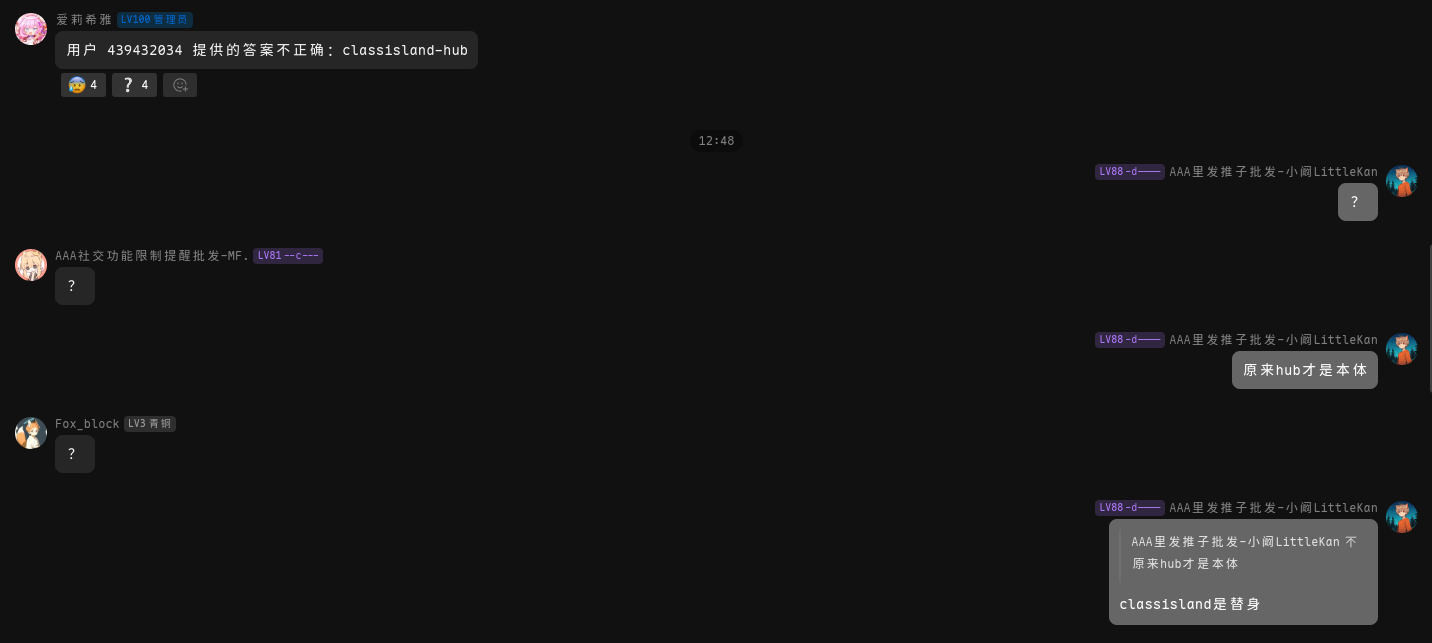 爱莉希雅 LV100 管理员
用户 439432034 提供的答案不正确：classisland-hub
4 ? 4
12:48
LV88 -d---- AAA里发推子批发-小阚LittleKan
?
AAA社交功能限制提醒批发-MF. LV81 --c---
?
LV88 -d---- AAA里发推子批发-小阚LittleKan
原来hub才是本体
Fox_block LV3 青铜
?
LV88 -d---- AAA里发推子批发-小阚LittleKan
AAA里发推子批发-小阚LittleKan
原来hub才是本体
classisland是替身